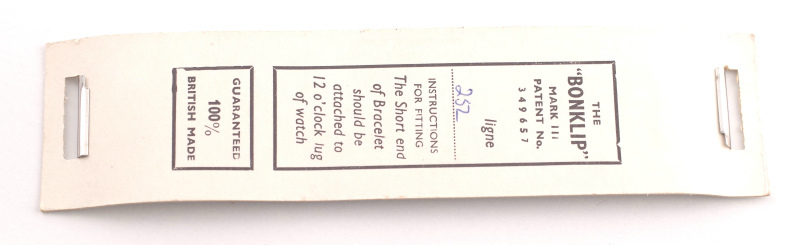 THE
"BONKLIP"
MARK III
PATENT No.
349657
ligne
252
INSTRUCTIONS
FOR FITTING
The Short end
of Bracelet
should be
attached to
12 o'clock lug
of watch
GUARANTEED
100%
BRITISH MADE